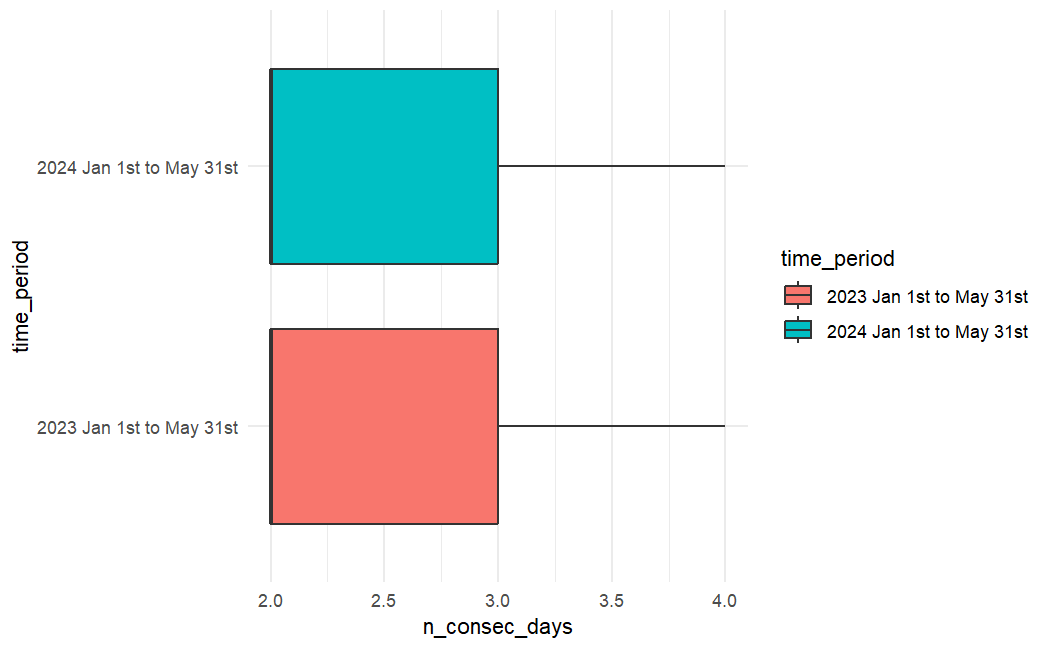 time_period
2024 Jan 1st to May 31st
2023 Jan 1st to May 31st
2.0 2.5 3.0 3.5 4.0
n_consec_days
time_period
2023 Jan 1st to May 31st
2024 Jan 1st to May 31st